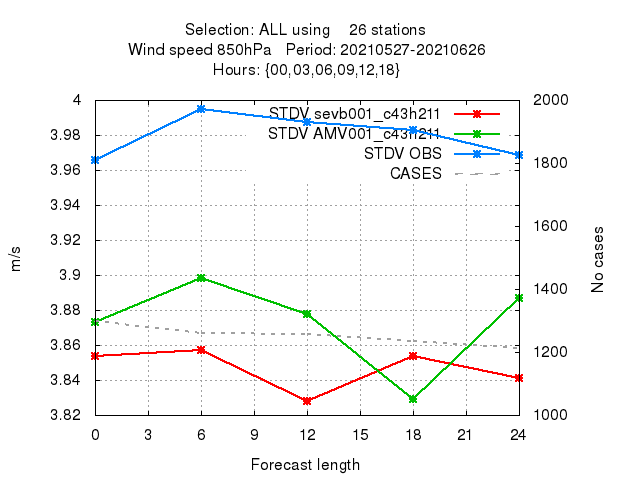 Selection: ALL using 26 stations
Wind speed 850hPa Period: 20210527-20210626
Hours: {00,03,06,09,12,18}
4 2000
STDV sevb001_c43h211
3.98 STDV AMV001_c43h211
STDV OBS
3.96 1800
CASES
3.94
1600
3.92
m/s 3.9 No cases
1400
3.88
3.86 1200
3.84
3.82 1000
0 3 6 9 12 15 18 21 24
Forecast length